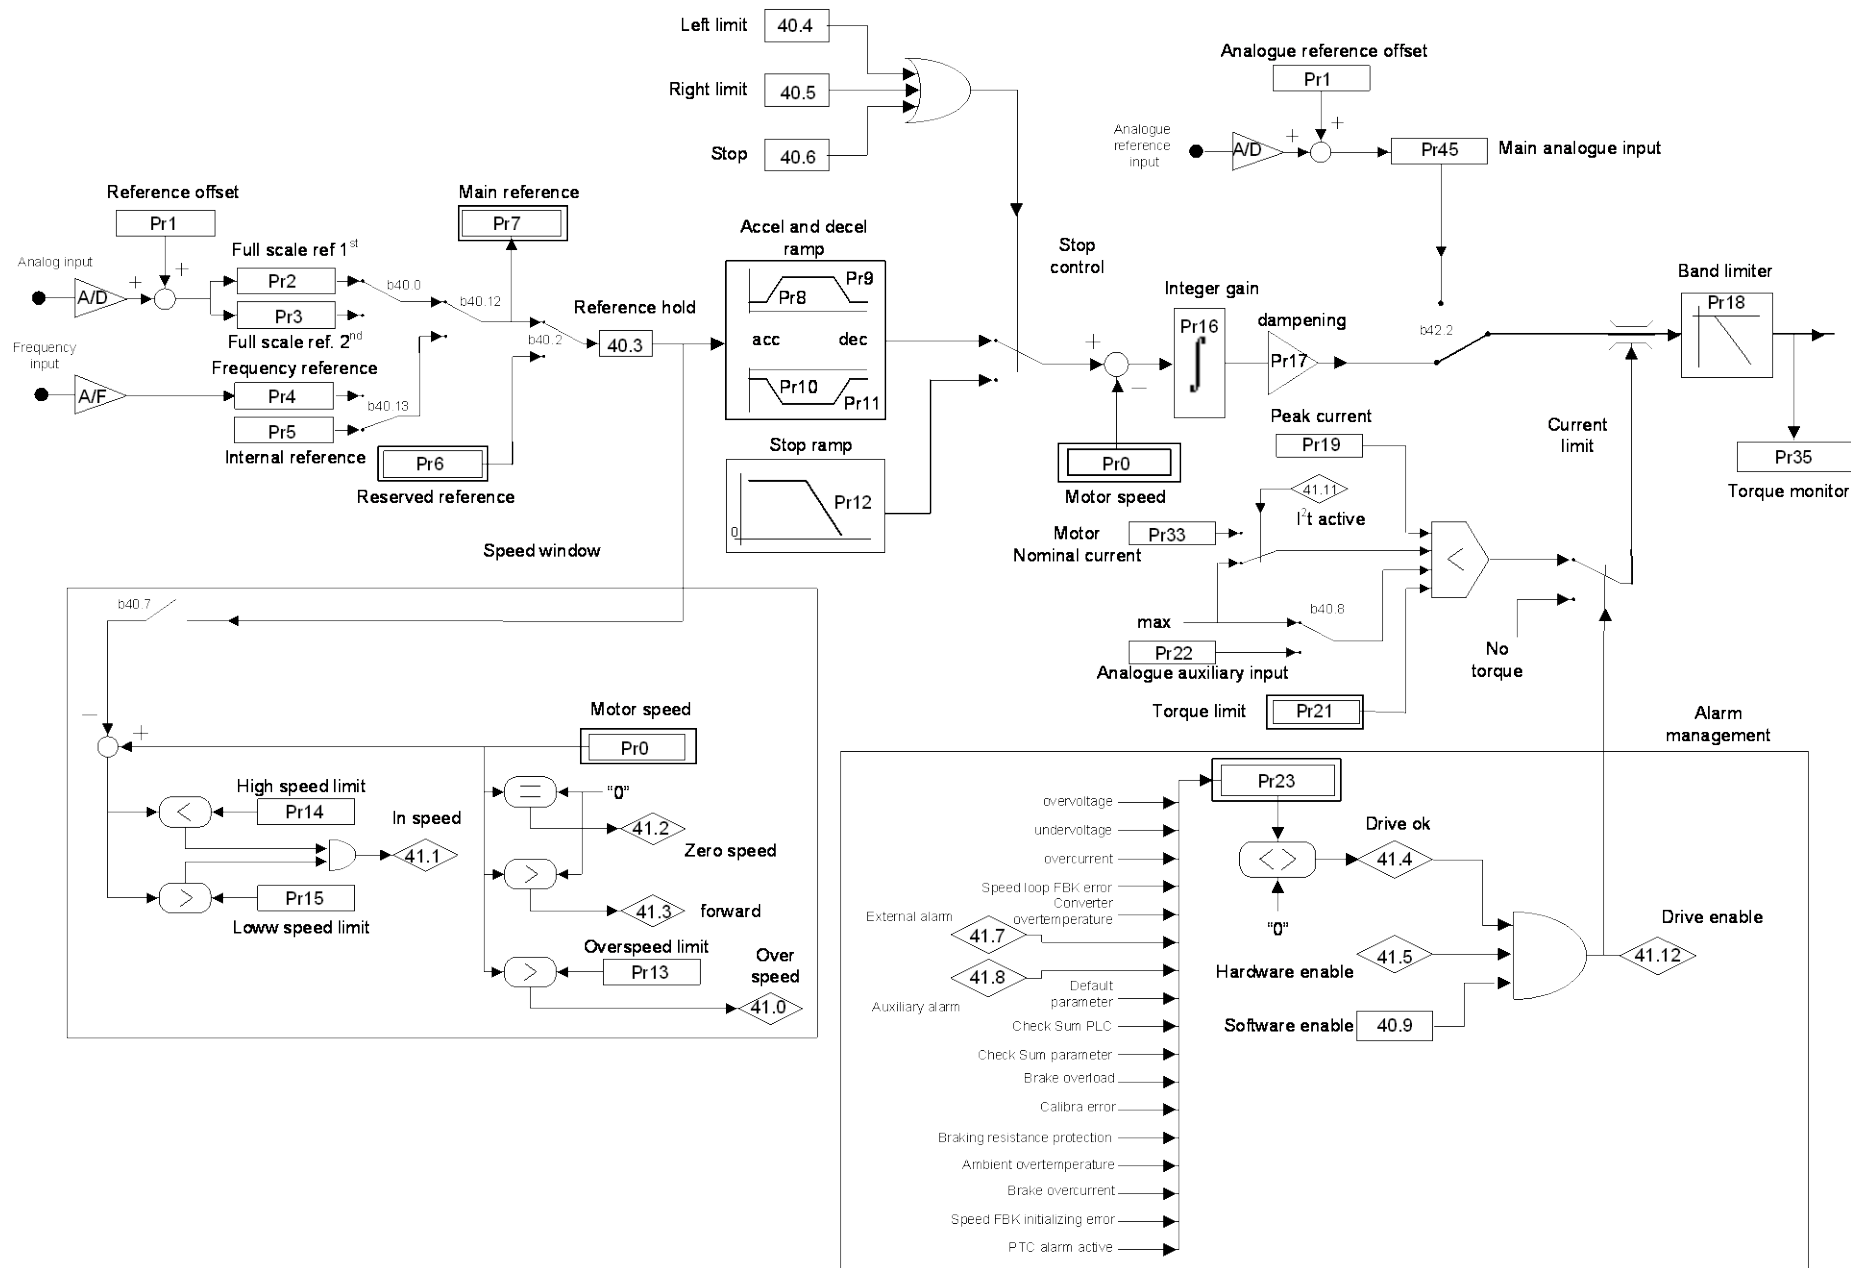 Left limit
40.4
Right limit
40.5
Stop
40.6
Analogue reference offset
Pr1
Analogue
reference
input
A/D
+
+
Pr45
Main analogue input
Reference offset
Pr1
Main reference
Pr7
Analog input
A/D
+
+
Full scale ref 1st
Pr2
Pr3
Full scale ref. 2nd
b40.0
b40.12
Frequency
input
A/F
Frequency reference
Pr4
Pr5
Internal reference
b40.13
Pr6
Reserved reference
b40.2
Reference hold
40.3
Accel and decel
ramp
Pr9
Pr8
acc
dec
Pr10
Pr11
Stop ramp
Pr12
0
Stop
control
+
−
Pr0
Motor speed
Integer gain
Pr16
∫
dampening
Pr17
b42.2
Band limiter
Pr18
Current
limit
Pr35
Torque monitor
Peak current
Pr19
41.11
I2t active
Motor
Nominal current
Pr33
<
max
b40.8
Pr22
Analogue auxiliary input
Torque limit
Pr21
No
torque
Speed window
b40.7
−
+
Motor speed
Pr0
High speed limit
<
Pr14
In speed
41.1
>
Pr15
Loww speed limit
=
"0"
41.2
Zero speed
>
41.3
forward
Overspeed limit
>
Pr13
Over
speed
41.0
Alarm
management
Pr23
overvoltage
undervoltage
overcurrent
Speed loop FBK error
Converter
overtemperature
External alarm
41.7
41.8
Auxiliary alarm
Default
parameter
Check Sum PLC
Check Sum parameter
Brake overload
Calibra error
Braking resistance protection
Ambient overtemperature
Brake overcurrent
Speed FBK initializing error
PTC alarm active
<>
"0"
Drive ok
41.4
Hardware enable
41.5
Software enable
40.9
Drive enable
41.12